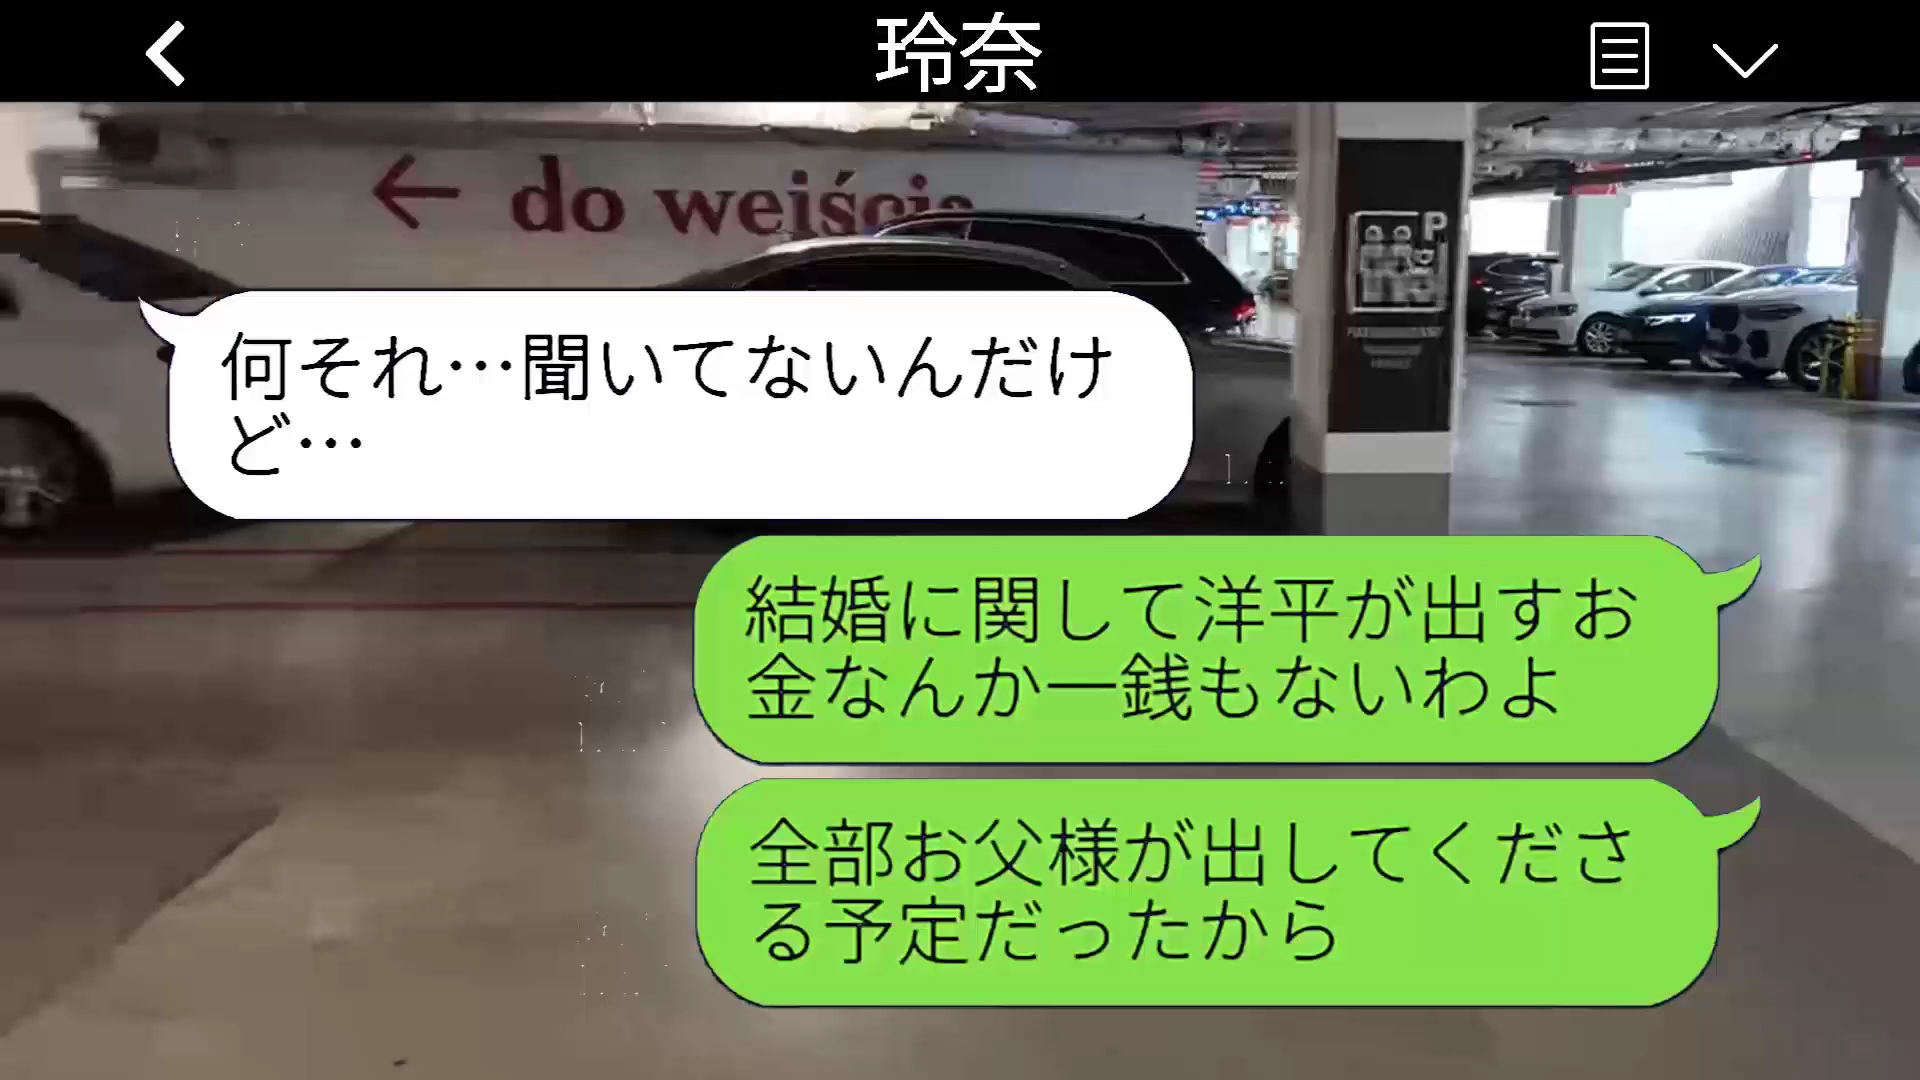 玲奈
← do wejścia
P
何それ…聞いてないんだけ
ど…
結婚に関して洋平が出すお
金なんか一銭もないわよ
全部お父様が出してくださ
る予定だったから